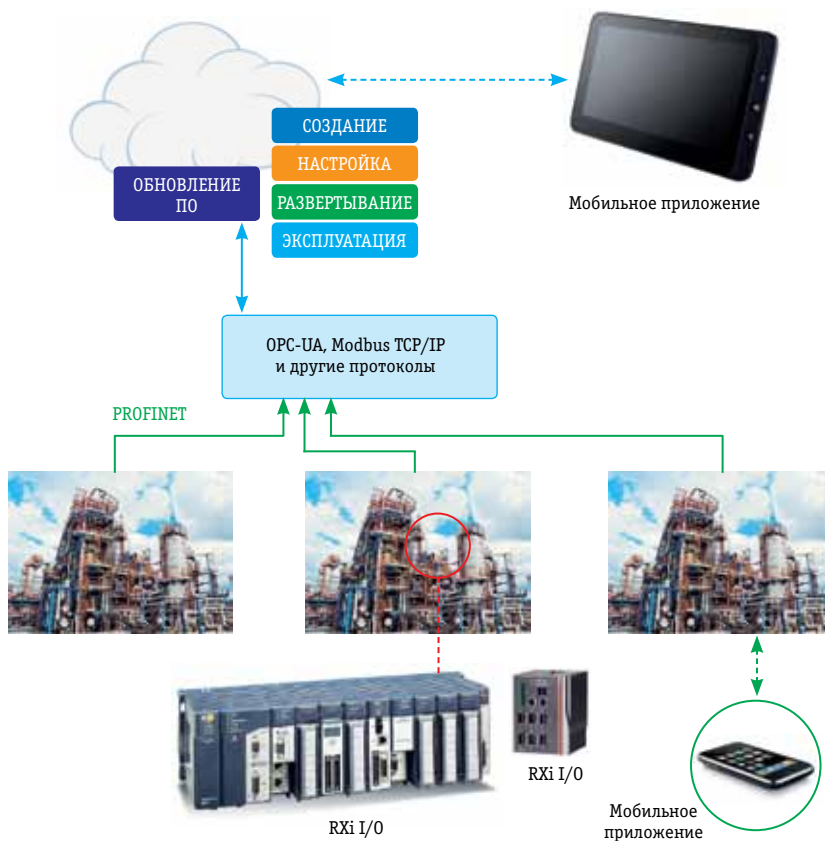 СОЗДАНИЕ
НАСТРОЙКА
ОБНОВЛЕНИЕ
ПО
РАЗВЕРТЫВАНИЕ
ЭКСПЛУАТАЦИЯ
Мобильное приложение
OPC-UA, Modbus TCP/IP
и другие протоколы
PROFINET
RXi I/O
RXi I/O
Мобильное
приложение